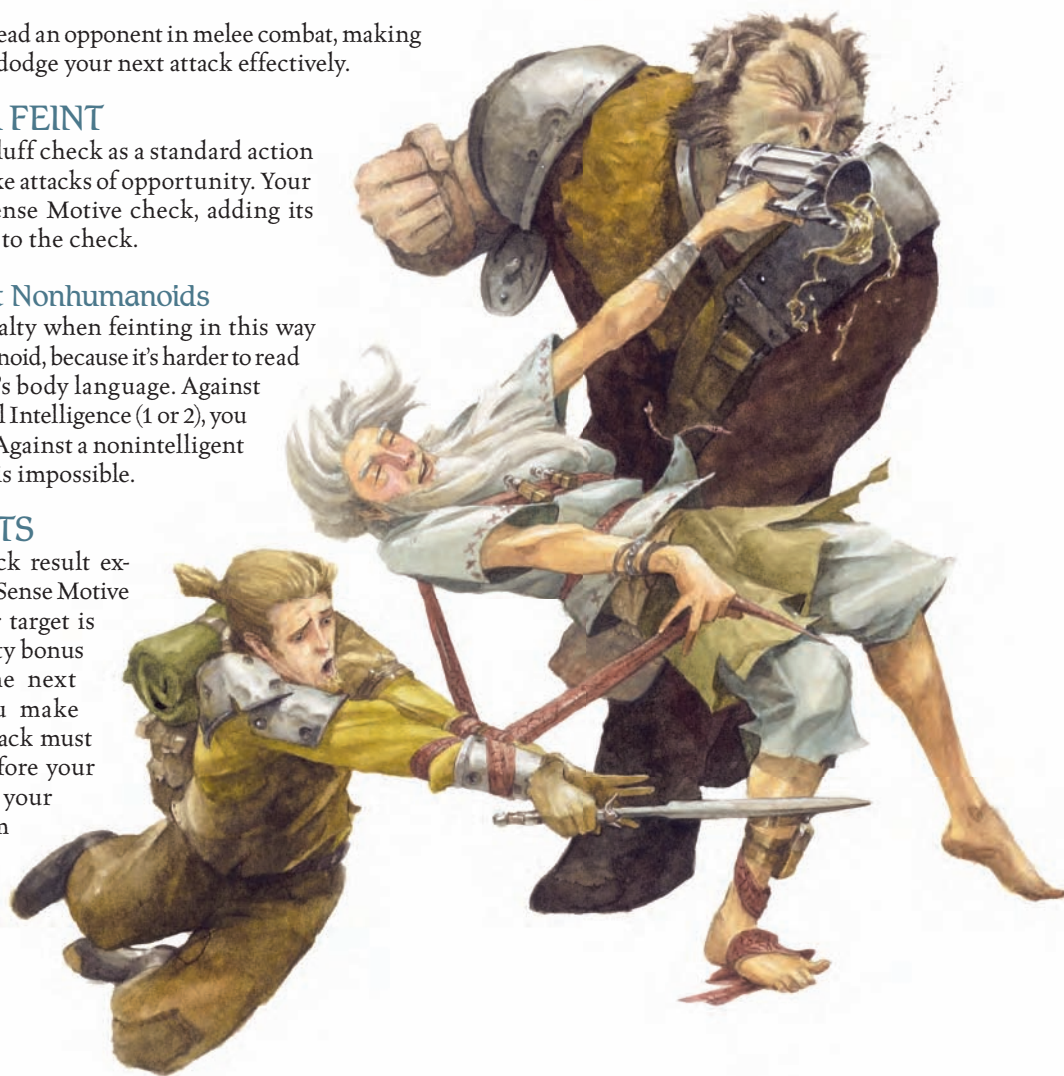 ead an opponent in melee combat, making
dodge your next attack effectively.
FEINT
luff check as a standard action
ke attacks of opportunity. Your
ense Motive check, adding its
to the check.
t Nonhumanoids
alty when feinting in this way
anoid, because it's harder to read
's body language. Against
l Intelligence (1 or 2), you
Against a nonintelligent
is impossible.
TS
ck result ex-
Sense Motive
r target is
ty bonus
he next
u make
ack must
fore your
your
n